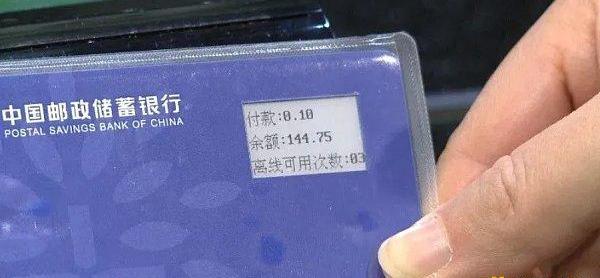 中国邮政储蓄银行
POSTAL SAVINGS BANK OF CHINA
付款:0.10
余额:144.75
离线可用次数:03